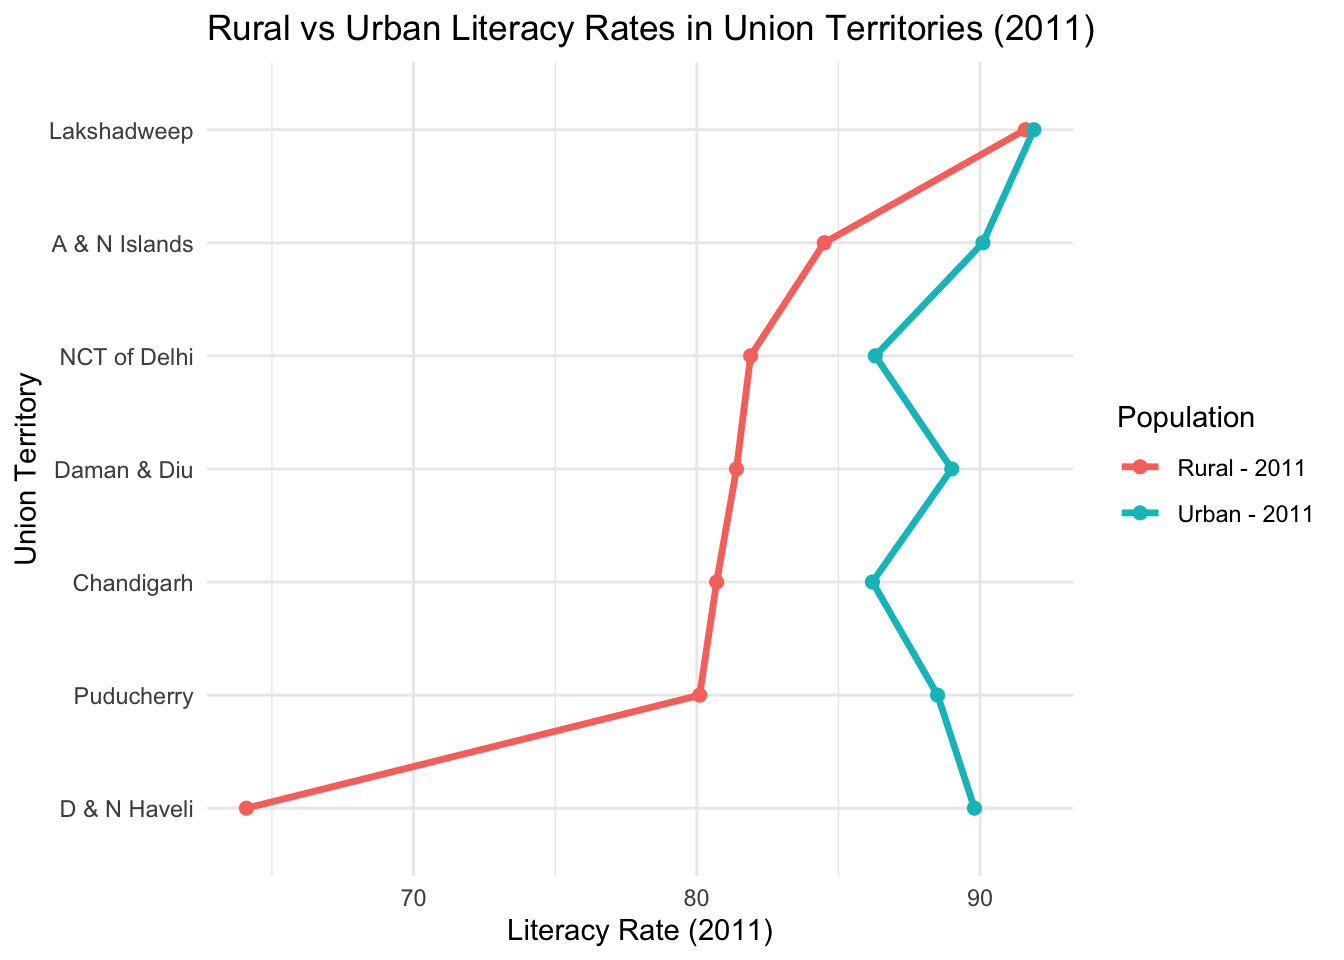 Rural vs Urban Literacy Rates in Union Territories (2011)
Union Territory
Lakshadweep
A & N Islands
NCT of Delhi
Daman & Diu
Chandigarh
Puducherry
D & N Haveli
70 80 90
Literacy Rate (2011)
Population
Rural - 2011
Urban - 2011